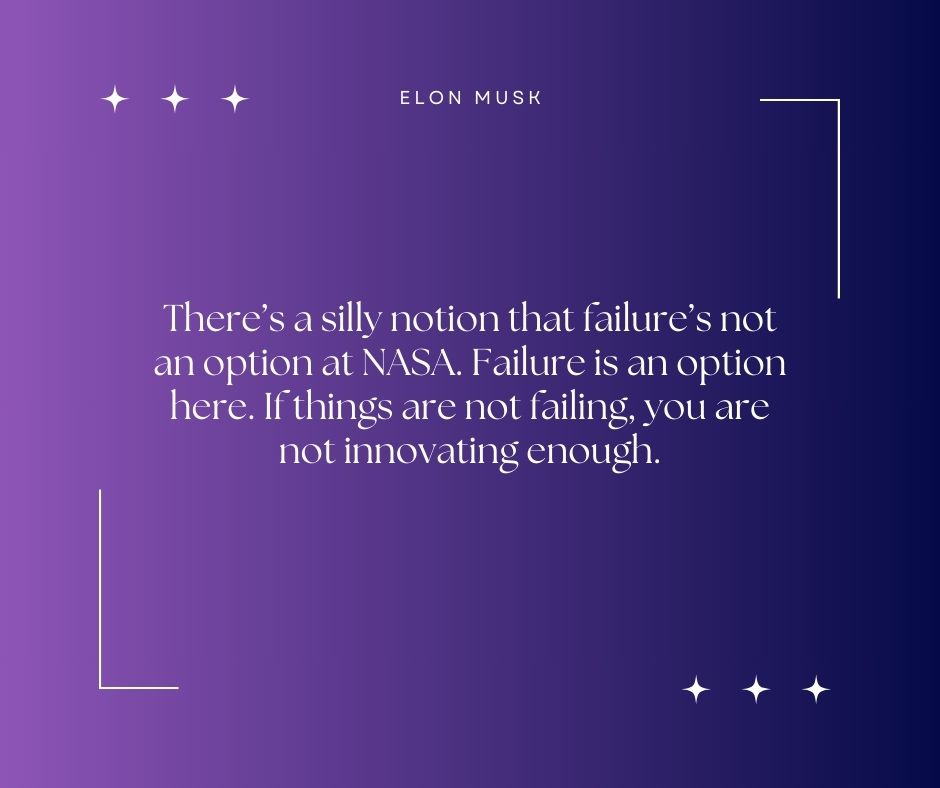 ELON MUSK
There’s a silly notion that failure’s not
an option at NASA. Failure is an option
here. If things are not failing, you are
not innovating enough.